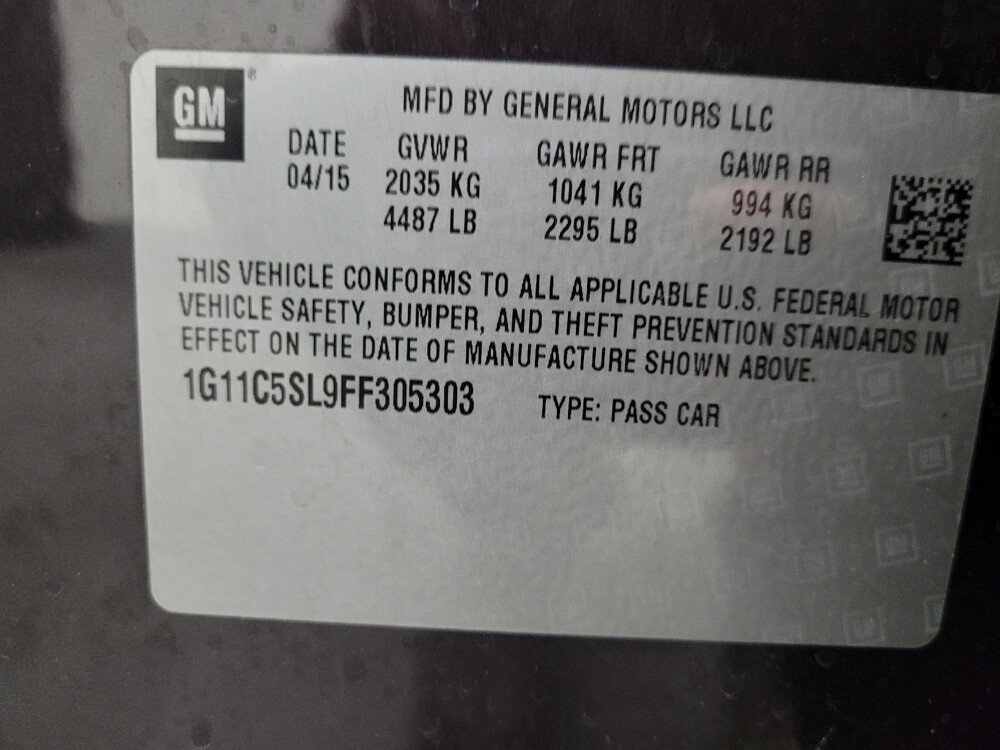 GM®
MFD BY GENERAL MOTORS LLC
DATE GVWR GAWR FRT GAWR RR
04/15 2035 KG 1041 KG 994 KG
4487 LB 2295 LB 2192 LB
THIS VEHICLE CONFORMS TO ALL APPLICABLE U.S. FEDERAL MOTOR
VEHICLE SAFETY, BUMPER, AND THEFT PREVENTION STANDARDS IN
EFFECT ON THE DATE OF MANUFACTURE SHOWN ABOVE.
1G11C5SL9FF305303 TYPE: PASS CAR